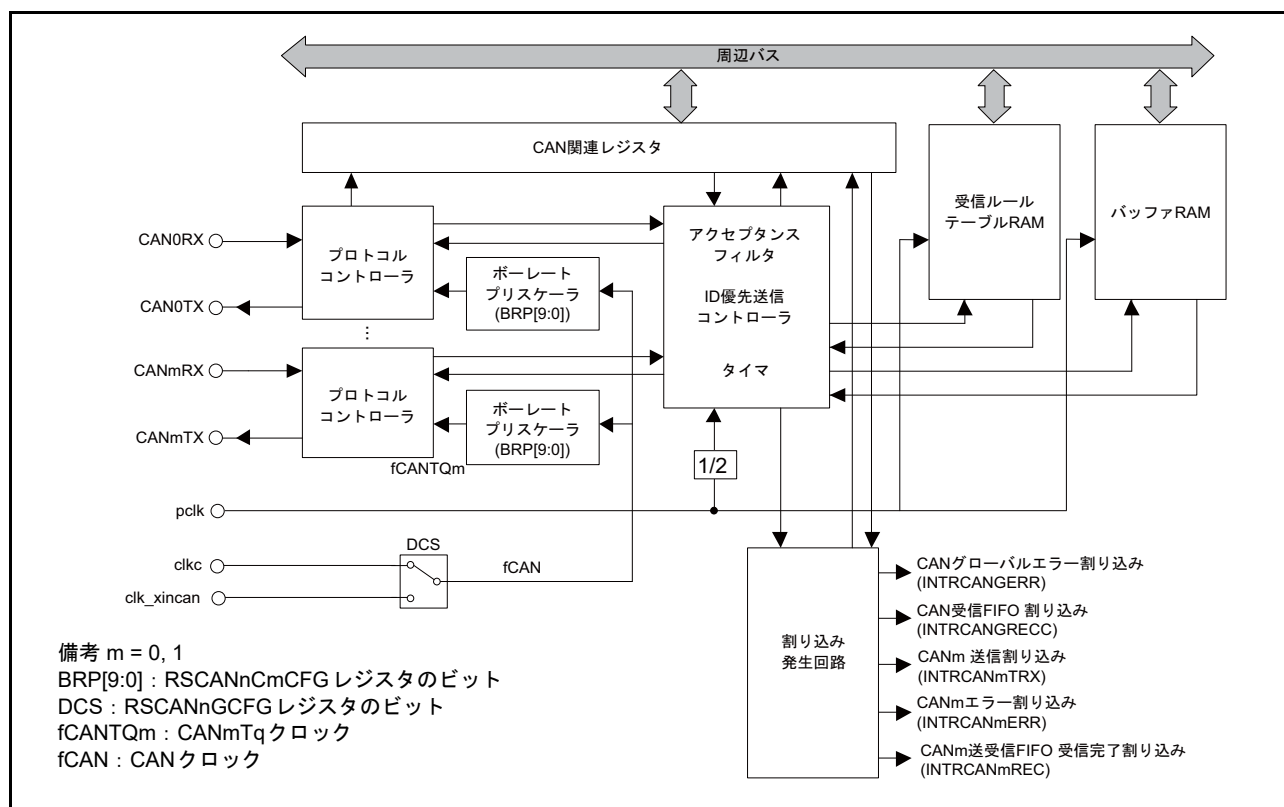 周辺バス
CAN関連レジスタ
受信ルール
テーブルRAM
バッファRAM
CAN0RX
CAN0TX
プロトコル
コントローラ
ボーレート
プリスケーラ
(BRP[9:0])
アクセプタンス
フィルタ
ID優先送信
コントローラ
タイマ
⋮
CANmRX
CANmTX
プロトコル
コントローラ
ボーレート
プリスケーラ
(BRP[9:0])
fCANTQm
1/2
pclk
clkc
clk_xincan
DCS
fCAN
割り込み
発生回路
CANグローバルエラー割り込み
(INTRCANGERR)
CAN受信FIFO 割り込み
(INTRCANGRECC)
CANm 送信割り込み
(INTRCANmTRX)
CANmエラー割り込み
(INTRCANmERR)
CANm送受信FIFO 受信完了割り込み
(INTRCANmREC)
備考 m = 0, 1
BRP[9:0]：RSCANnCmCFG レジスタのビット
DCS：RSCANnGCFG レジスタのビット
fCANTQm：CANmTq クロック
fCAN：CAN クロック